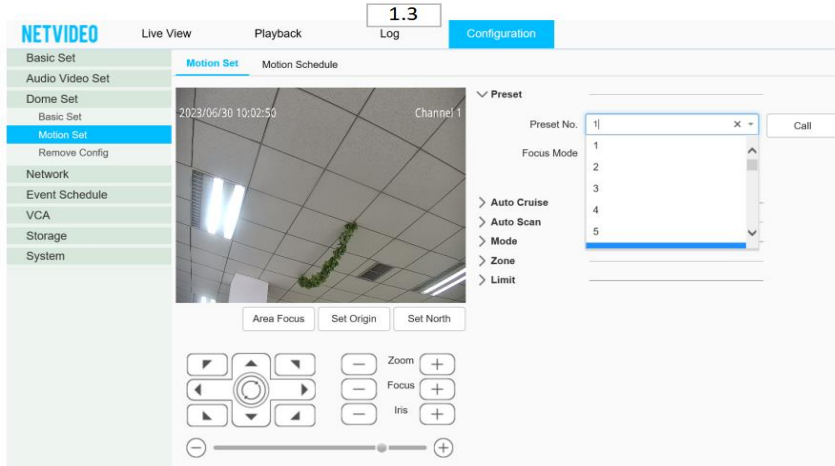 1.3
NETVIDEO Live View Playback Log Configuration
Basic Set
Audio Video Set
Dome Set
Basic Set
Motion Set
Remove Config
Network
Event Schedule
VCA
Storage
System
Motion Set Motion Schedule
2023/06/30 10:02:50 Channel 1
Area Focus Set Origin Set North
Zoom
Focus
Iris
Preset
Preset No. 1 Call
Focus Mode
1
2
3
4
5
Auto Cruise
Auto Scan
Mode
Zone
Limit